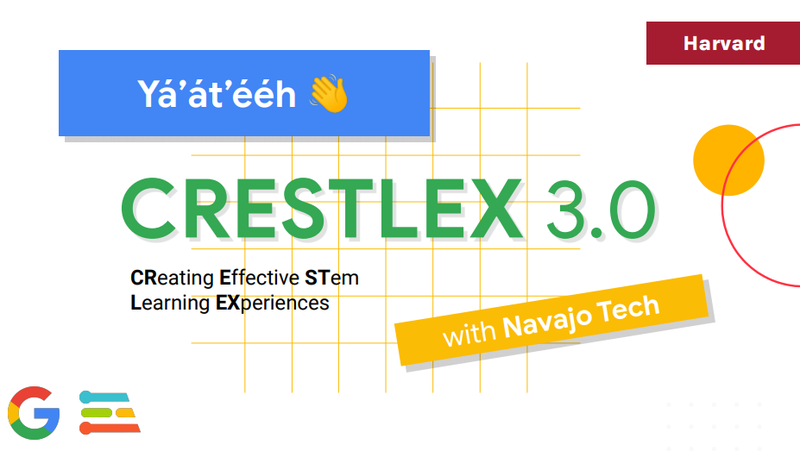 Harvard
Yá’át’ééh 👋
CRESTLEX 3.0
CReating Effective STem
Learning EXperiences
with Navajo Tech